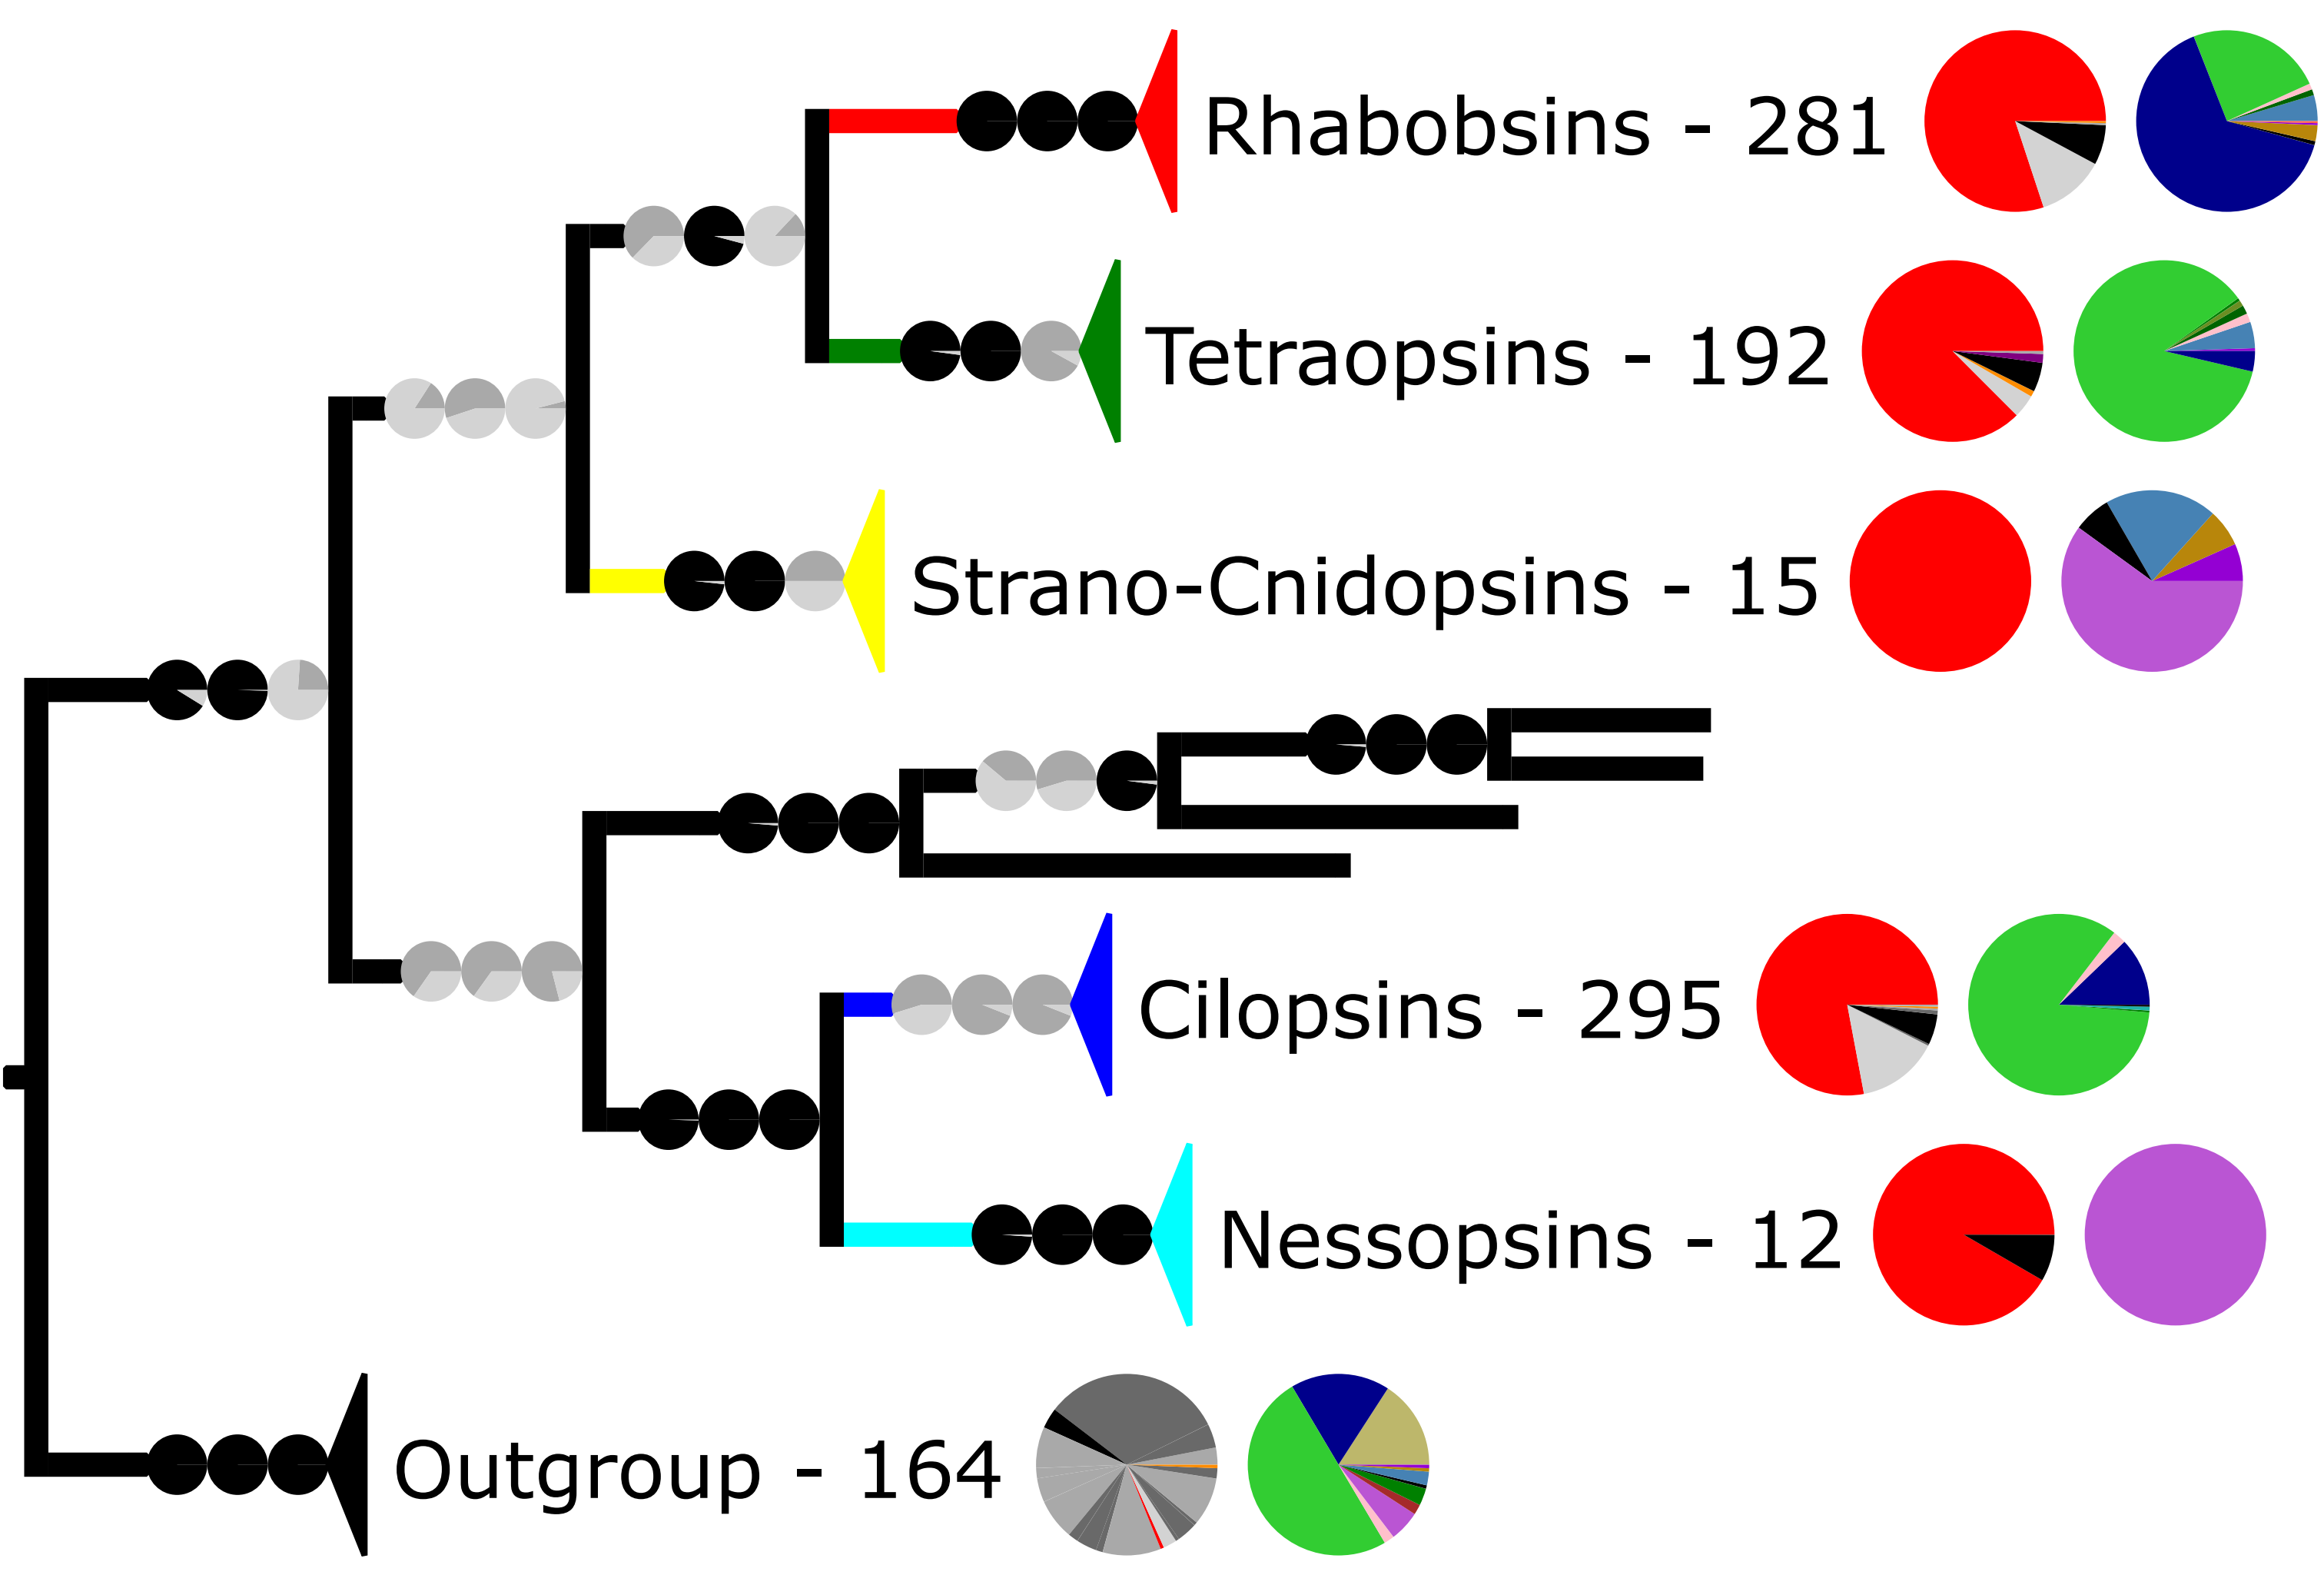 Rhabobsins - 281
Tetraopsins - 192
Strano-Cnidopsins - 15
Cilopsins - 295
Nessopsins - 12
Outgroup - 164